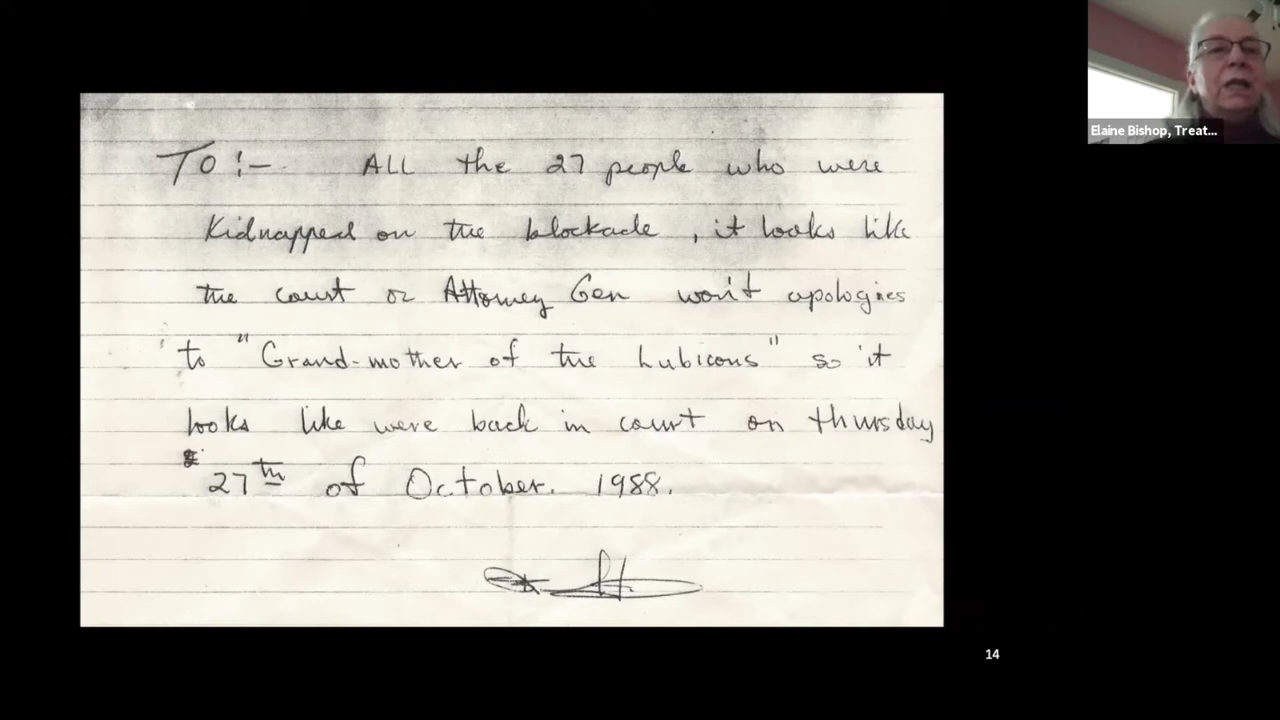 Elaine Bishop, Treat...
TO:- ALL the 27 people who were
Kidnapped on the blockade, it looks like
the court or Attorney Gen won't apologies
to "Grand-mother of the Lubicons" so it
looks like were back in court on thursday
27th of October. 1988.
14